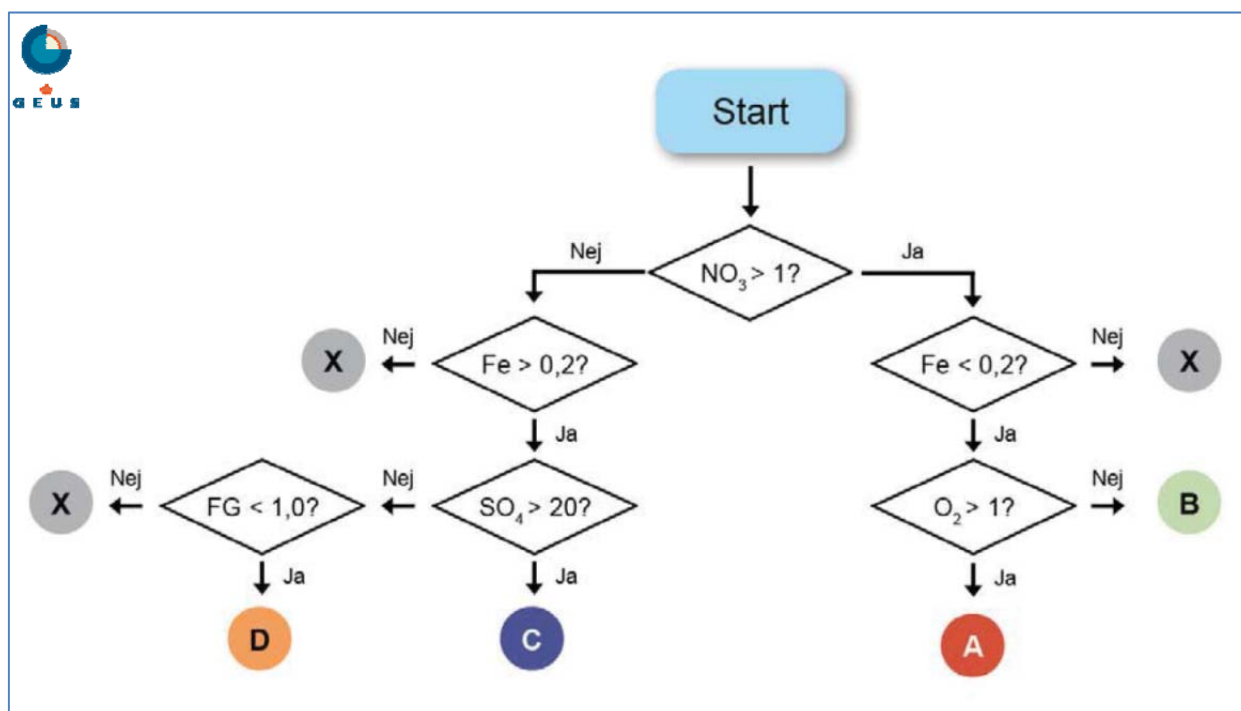 GEUS
Start
Nej
NO₃ > 1?
Ja
X
Nej
Fe > 0,2?
Fe < 0,2?
Nej
X
Ja
Ja
X
Nej
FG < 1,0?
Nej
SO₄ > 20?
O₂ > 1?
Nej
B
Ja
Ja
Ja
D
C
A